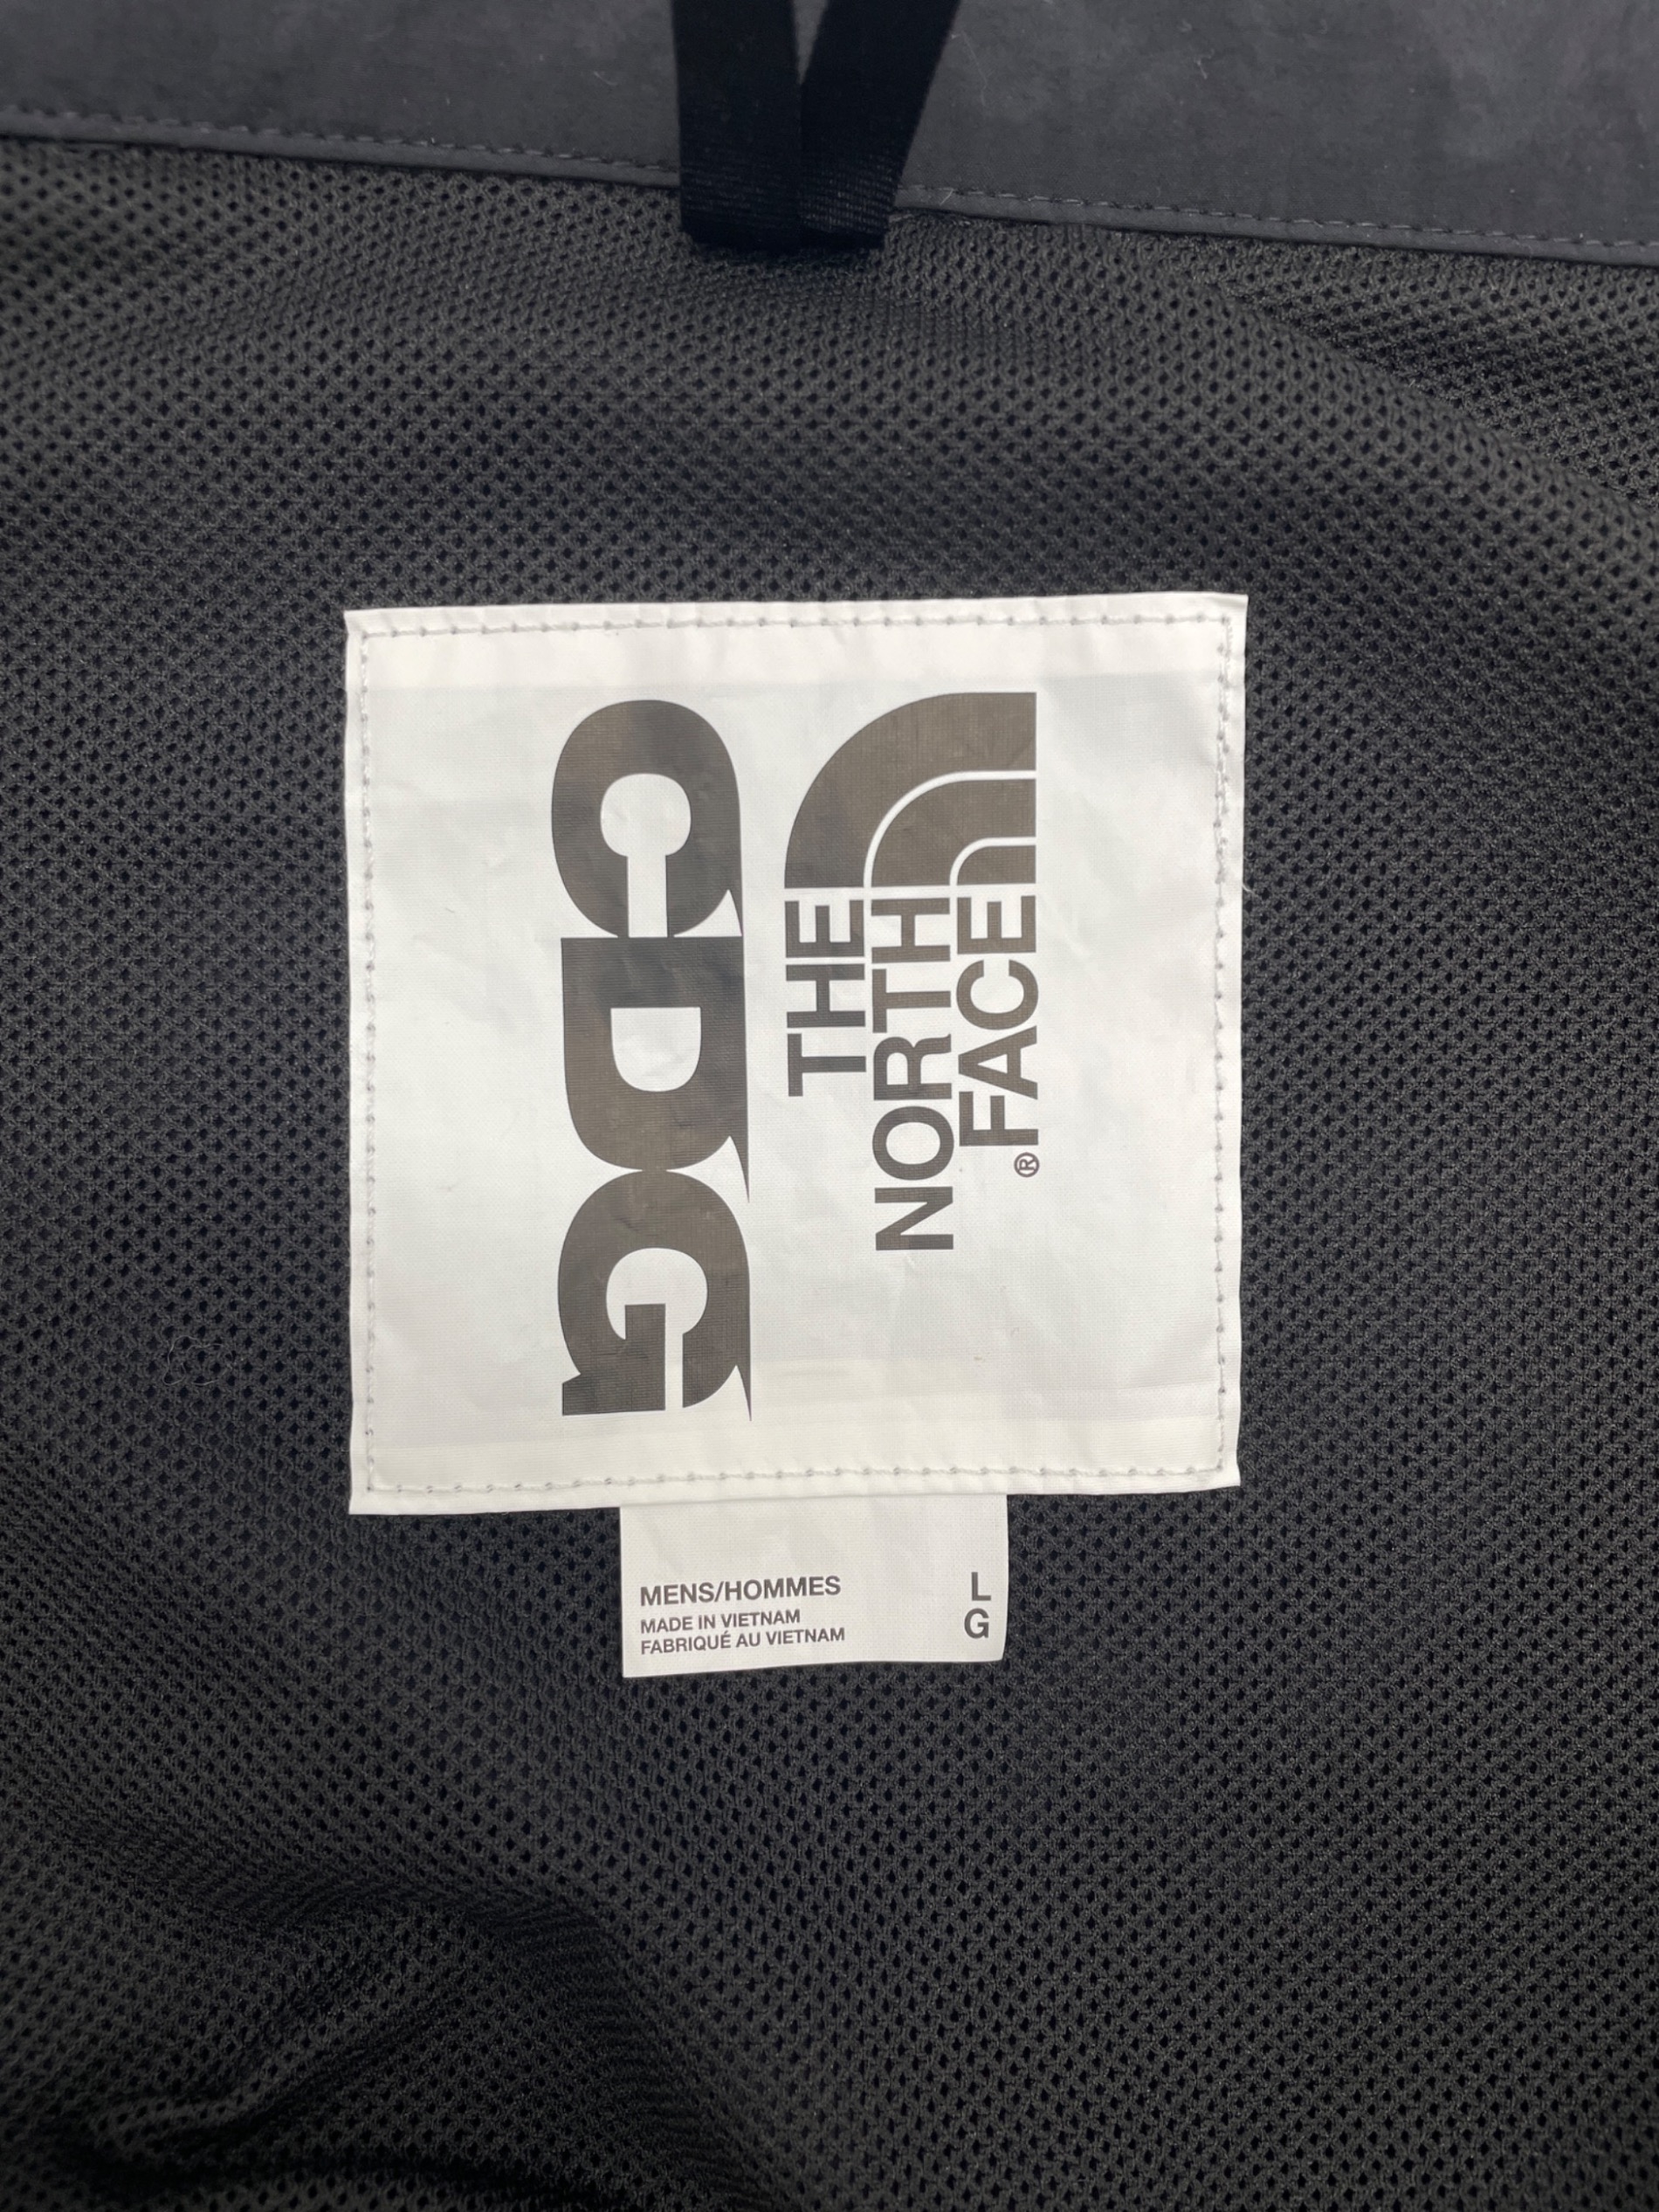 THE
NORTH
FACE®
CDG
MENS/HOMMES
MADE IN VIETNAM
FABRIQUÉ AU VIETNAM
L
G